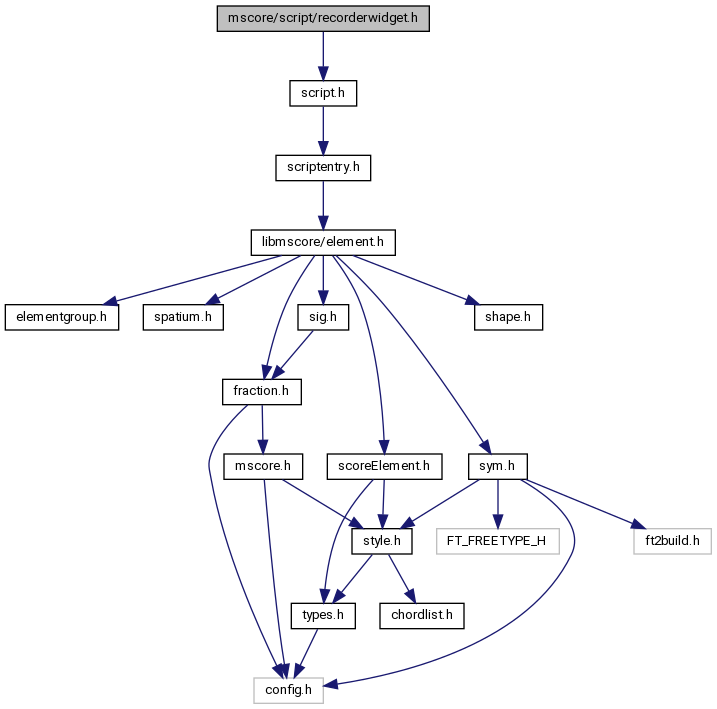 mscore/script/recorderwidget.h
script.h
scriptentry.h
libmscore/element.h
elementgroup.h
spatium.h
sig.h
shape.h
fraction.h
mscore.h
scoreElement.h
sym.h
style.h
FT_FREETYPE_H
ft2build.h
types.h
chordlist.h
config.h